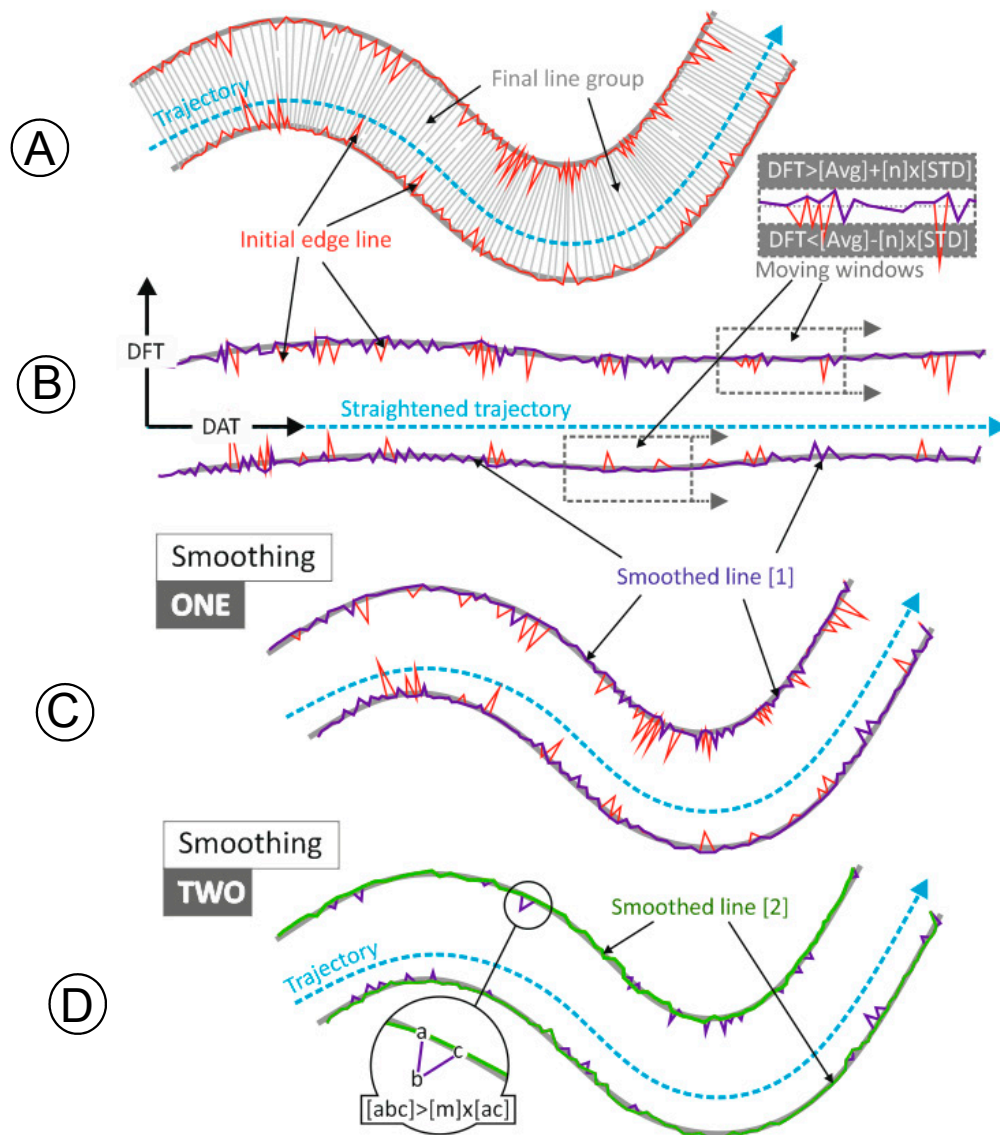 A
Trajectory
Final line group
Initial edge line
DFT>[Avg]+[n]x[STD]
DFT<[Avg]-[n]x[STD]
Moving windows
B
DFT
DAT
Straightened trajectory
Smoothing
ONE
Smoothed line [1]
C
Smoothing
TWO
Smoothed line [2]
D
Trajectory
a
c
b
[abc]>[m]x[ac]